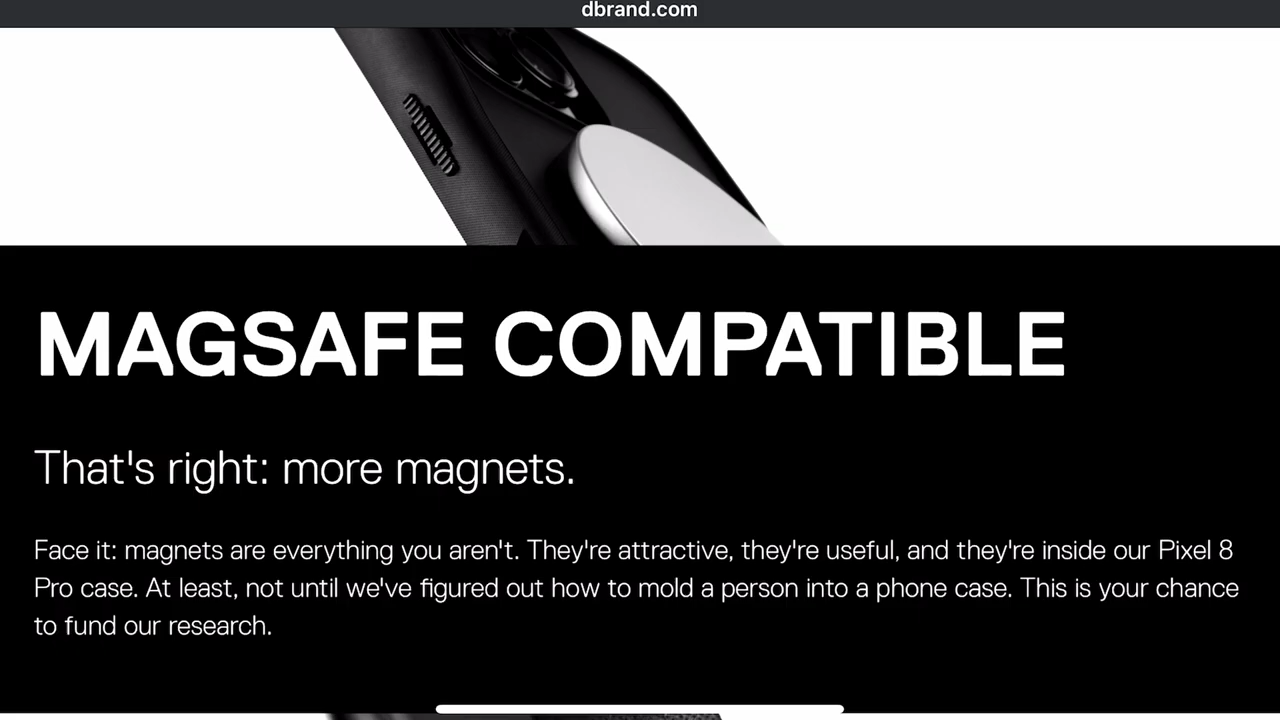 dbrand.com
MAGSAFE COMPATIBLE
That's right: more magnets.
Face it: magnets are everything you aren't. They're attractive, they're useful, and they're inside our Pixel 8
Pro case. At least, not until we've figured out how to mold a person into a phone case. This is your chance
to fund our research.